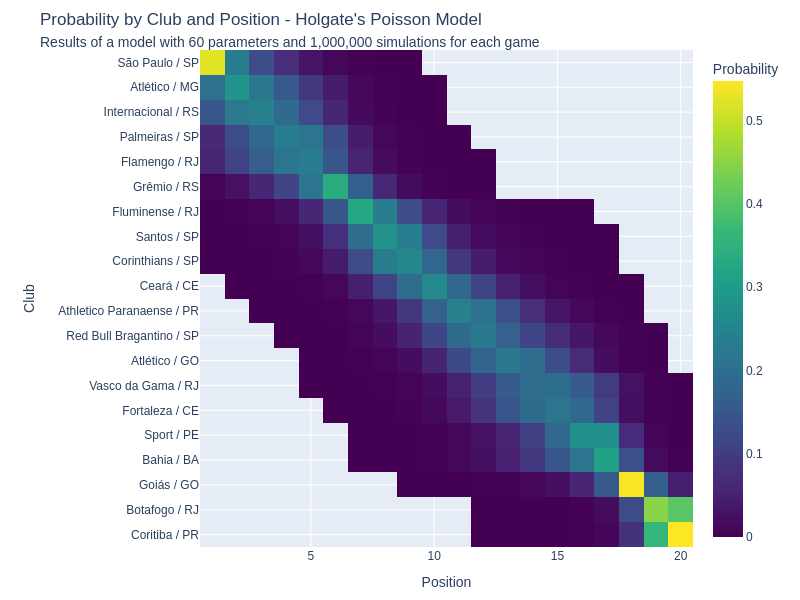 Probability by Club and Position - Holgate's Poisson Model
Results of a model with 60 parameters and 1,000,000 simulations for each game
Probability
São Paulo / SP
Atlético / MG
Internacional / RS
Palmeiras / SP
Flamengo / RJ
Grêmio / RS
Fluminense / RJ
Santos / SP
Corinthians / SP
Ceará / CE
Athletico Paranaense / PR
Red Bull Bragantino / SP
Atlético / GO
Vasco da Gama / RJ
Fortaleza / CE
Sport / PE
Bahia / BA
Goiás / GO
Botafogo / RJ
Coritiba / PR
Club
5
10
15
20
Position
0.5
0.4
0.3
0.2
0.1
0